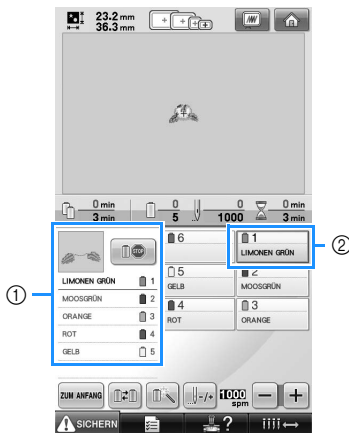 23.2 mm
36.3 mm
0 min
3 min
0
5
0
1000
0 min
3 min
6
1
LIMONEN GRÜN
LIMONEN GRÜN 1
MOOSGRÜN 2
ORANGE 3
ROT 4
GELB 5
5
GELB
2
MOOSGRÜN
4
ROT
3
ORANGE
1
2
ZUM ANFANG
-/+
1000
spm
- +
SICHERN
?
STOP